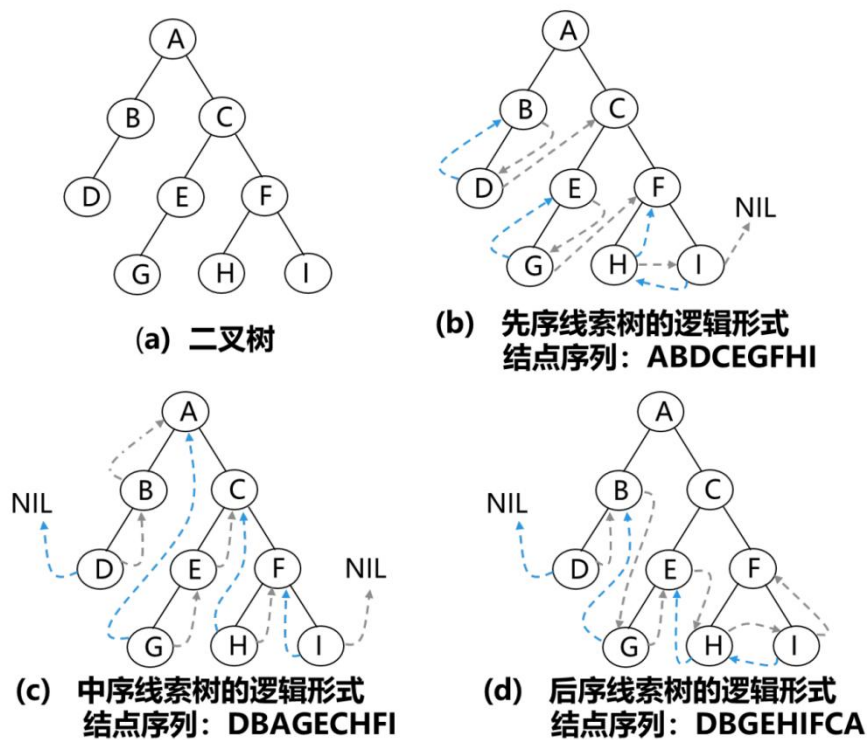 A
B
C
D
E
F
G
H
I
(a) 二叉树
A
B
C
D
E
F
NIL
G
H
I
(b) 先序线索树的逻辑形式
结点序列：ABDCEGFHI
A
NIL
B
C
D
E
F
NIL
G
H
I
(c) 中序线索树的逻辑形式
结点序列：DBAGECHFI
A
NIL
B
C
D
E
F
G
H
I
(d) 后序线索树的逻辑形式
结点序列：DBGEHIFCA